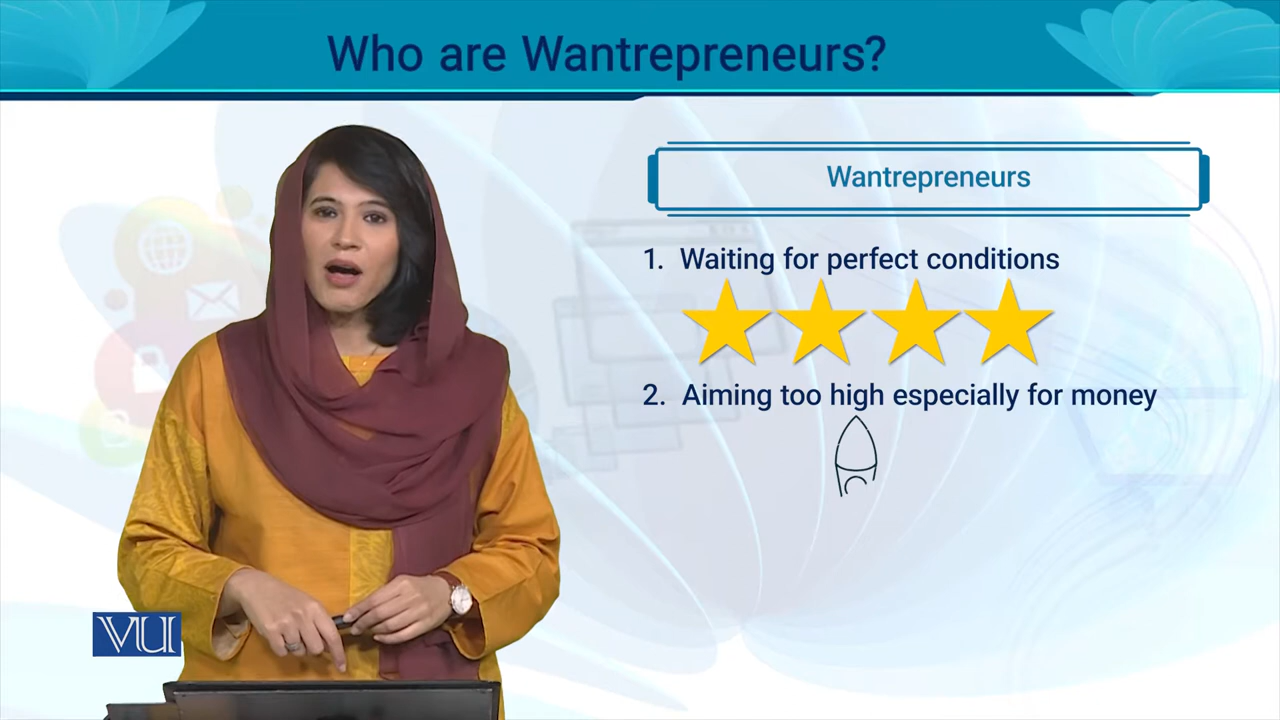 Who are Wantrepreneurs?
Wantrepreneurs
1. Waiting for perfect conditions
2. Aiming too high especially for money
VU